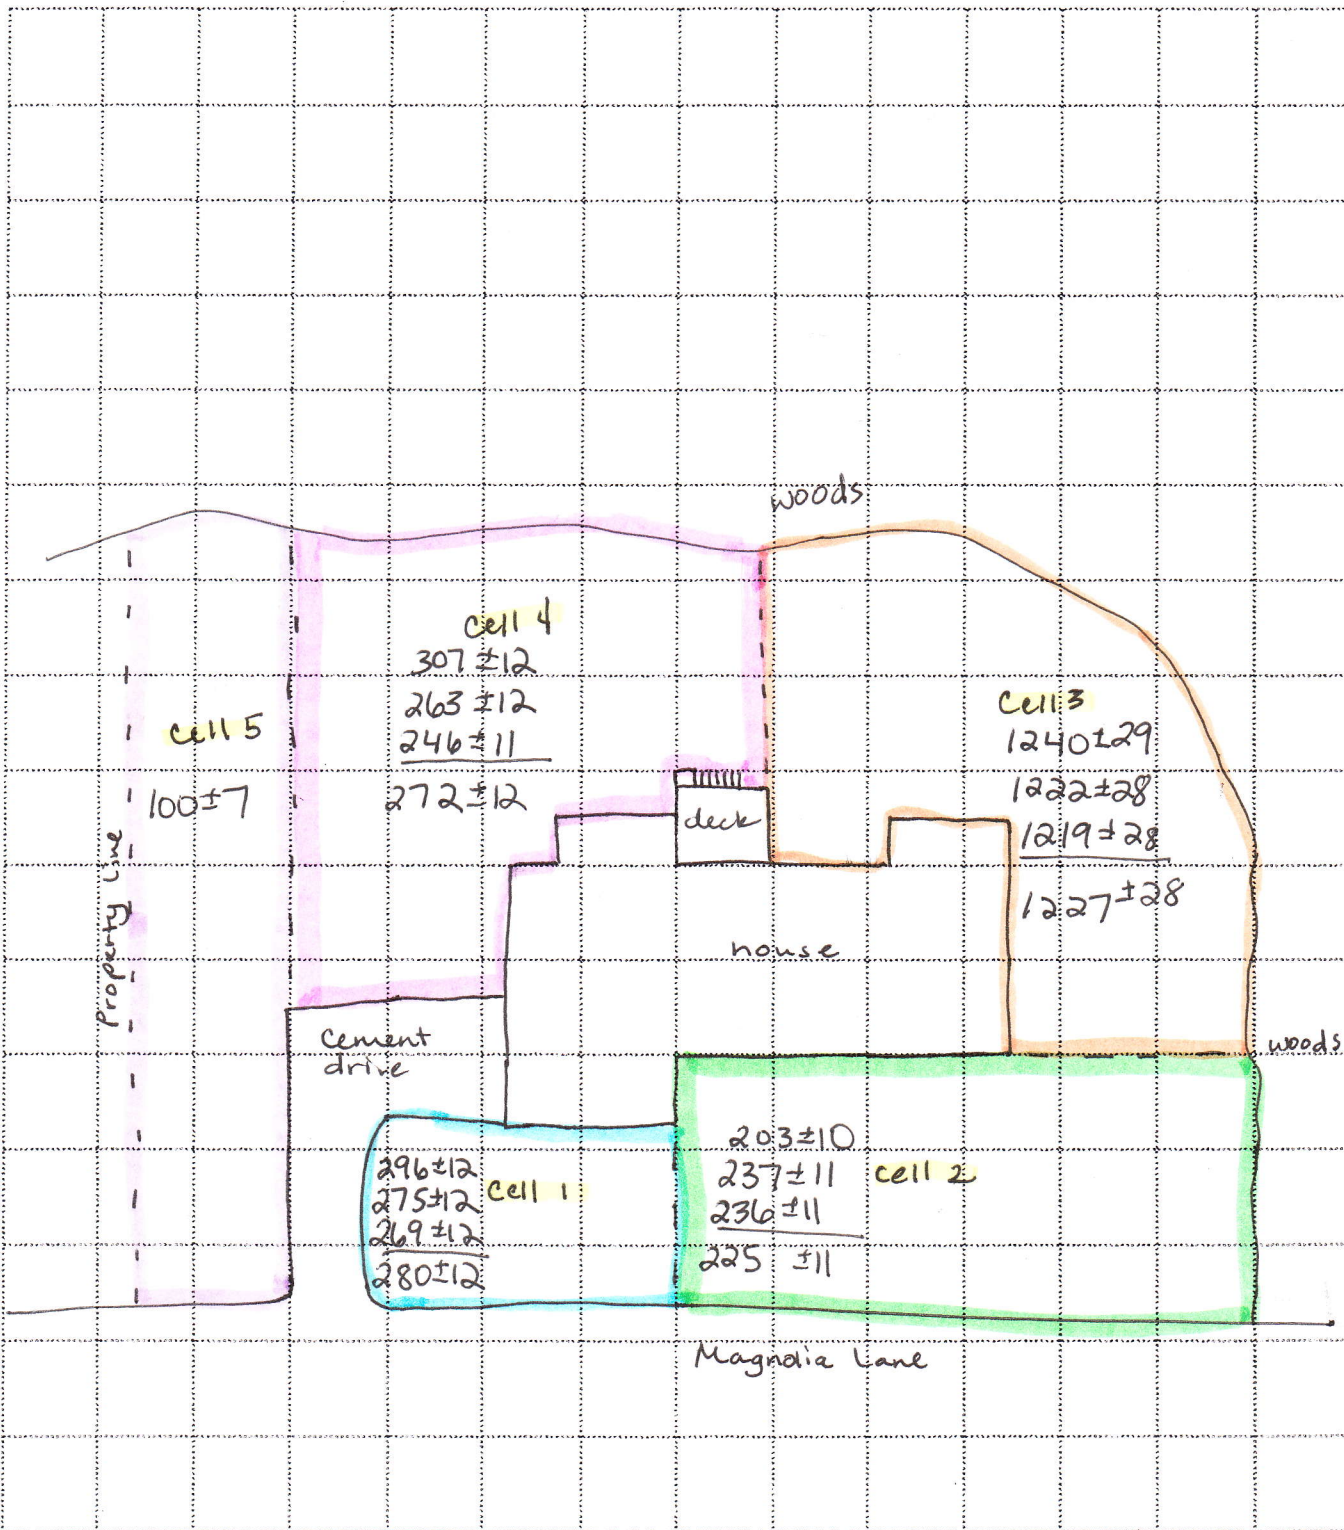 woods
Cell 4
307±12
263±12
246±11
272±12
Cell 5
100±7
Property Line
Cell 3
1240±29
1222±28
1219±28
1227±28
deck
house
Cement
drive
woods
296±12
275±12
269±12
280±12
Cell 1
203±10
237±11
236±11
225 ±11
Cell 2
Magnolia Lane